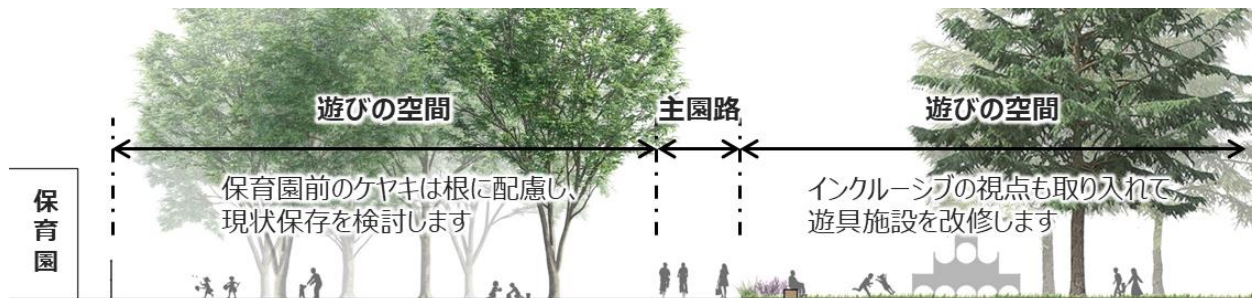 遊びの空間
主園路
遊びの空間
保育園前のケヤキは根に配慮し、
現状保存を検討します
インクルーシブの視点も取り入れて
遊具施設を改修します
保育園